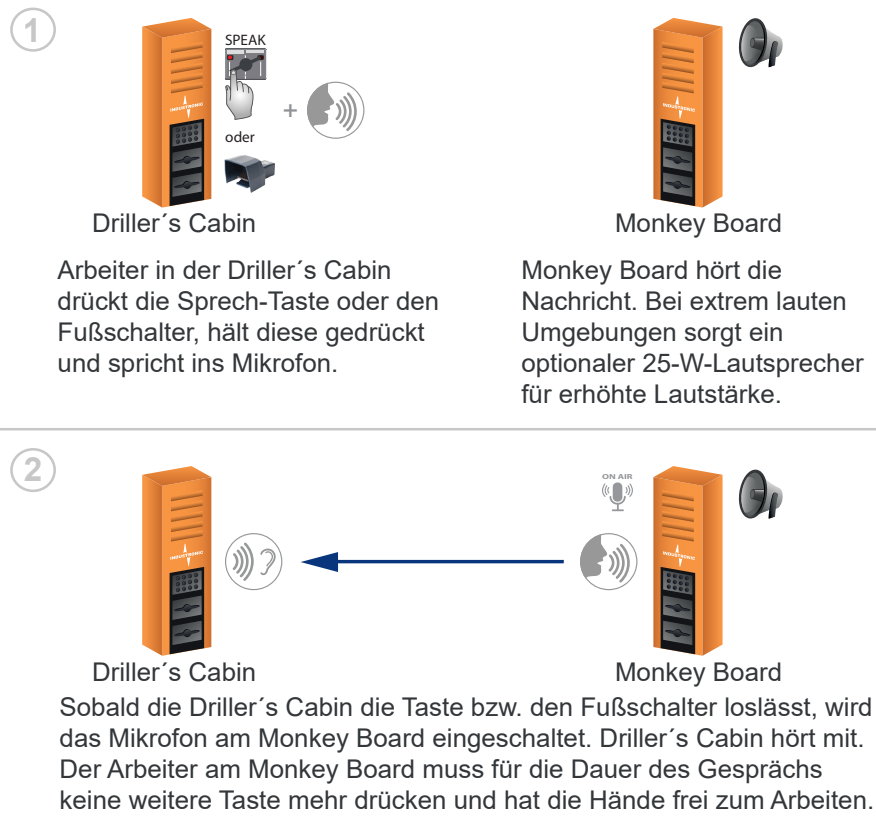 1
SPEAK
INDUSTRONIC
+
oder
INDUSTRONIC
Driller´s Cabin
Monkey Board
Arbeiter in der Driller´s Cabin
drückt die Sprech-Taste oder den
Fußschalter, hält diese gedrückt
und spricht ins Mikrofon.
Monkey Board hört die
Nachricht. Bei extrem lauten
Umgebungen sorgt ein
optionaler 25-W-Lautsprecher
für erhöhte Lautstärke.
2
ON AIR
INDUSTRONIC
INDUSTRONIC
Driller´s Cabin
Monkey Board
Sobald die Driller´s Cabin die Taste bzw. den Fußschalter loslässt, wird
das Mikrofon am Monkey Board eingeschaltet. Driller´s Cabin hört mit.
Der Arbeiter am Monkey Board muss für die Dauer des Gesprächs
keine weitere Taste mehr drücken und hat die Hände frei zum Arbeiten.